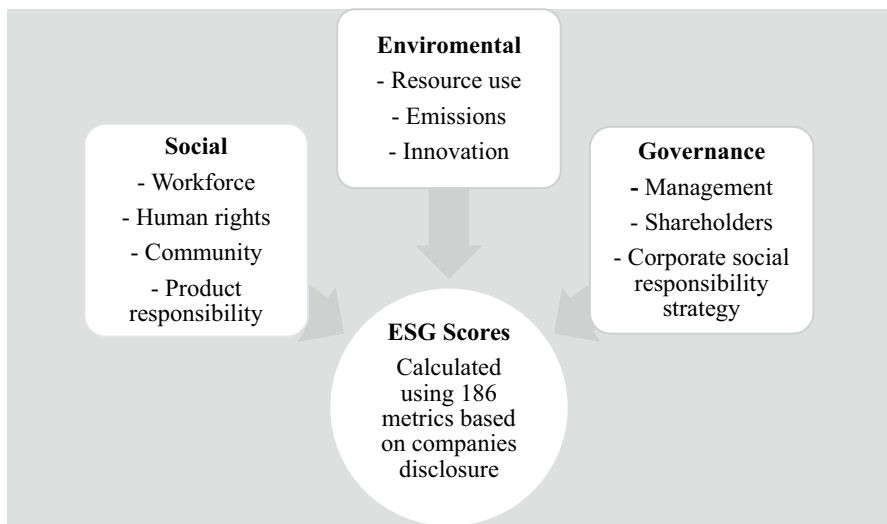 Enviromental
- Resource use
- Emissions
- Innovation
Social
- Workforce
- Human rights
- Community
- Product
responsibility
Governance
- Management
- Shareholders
- Corporate social
responsibility
strategy
ESG Scores
Calculated
using 186
metrics based
on companies
disclosure